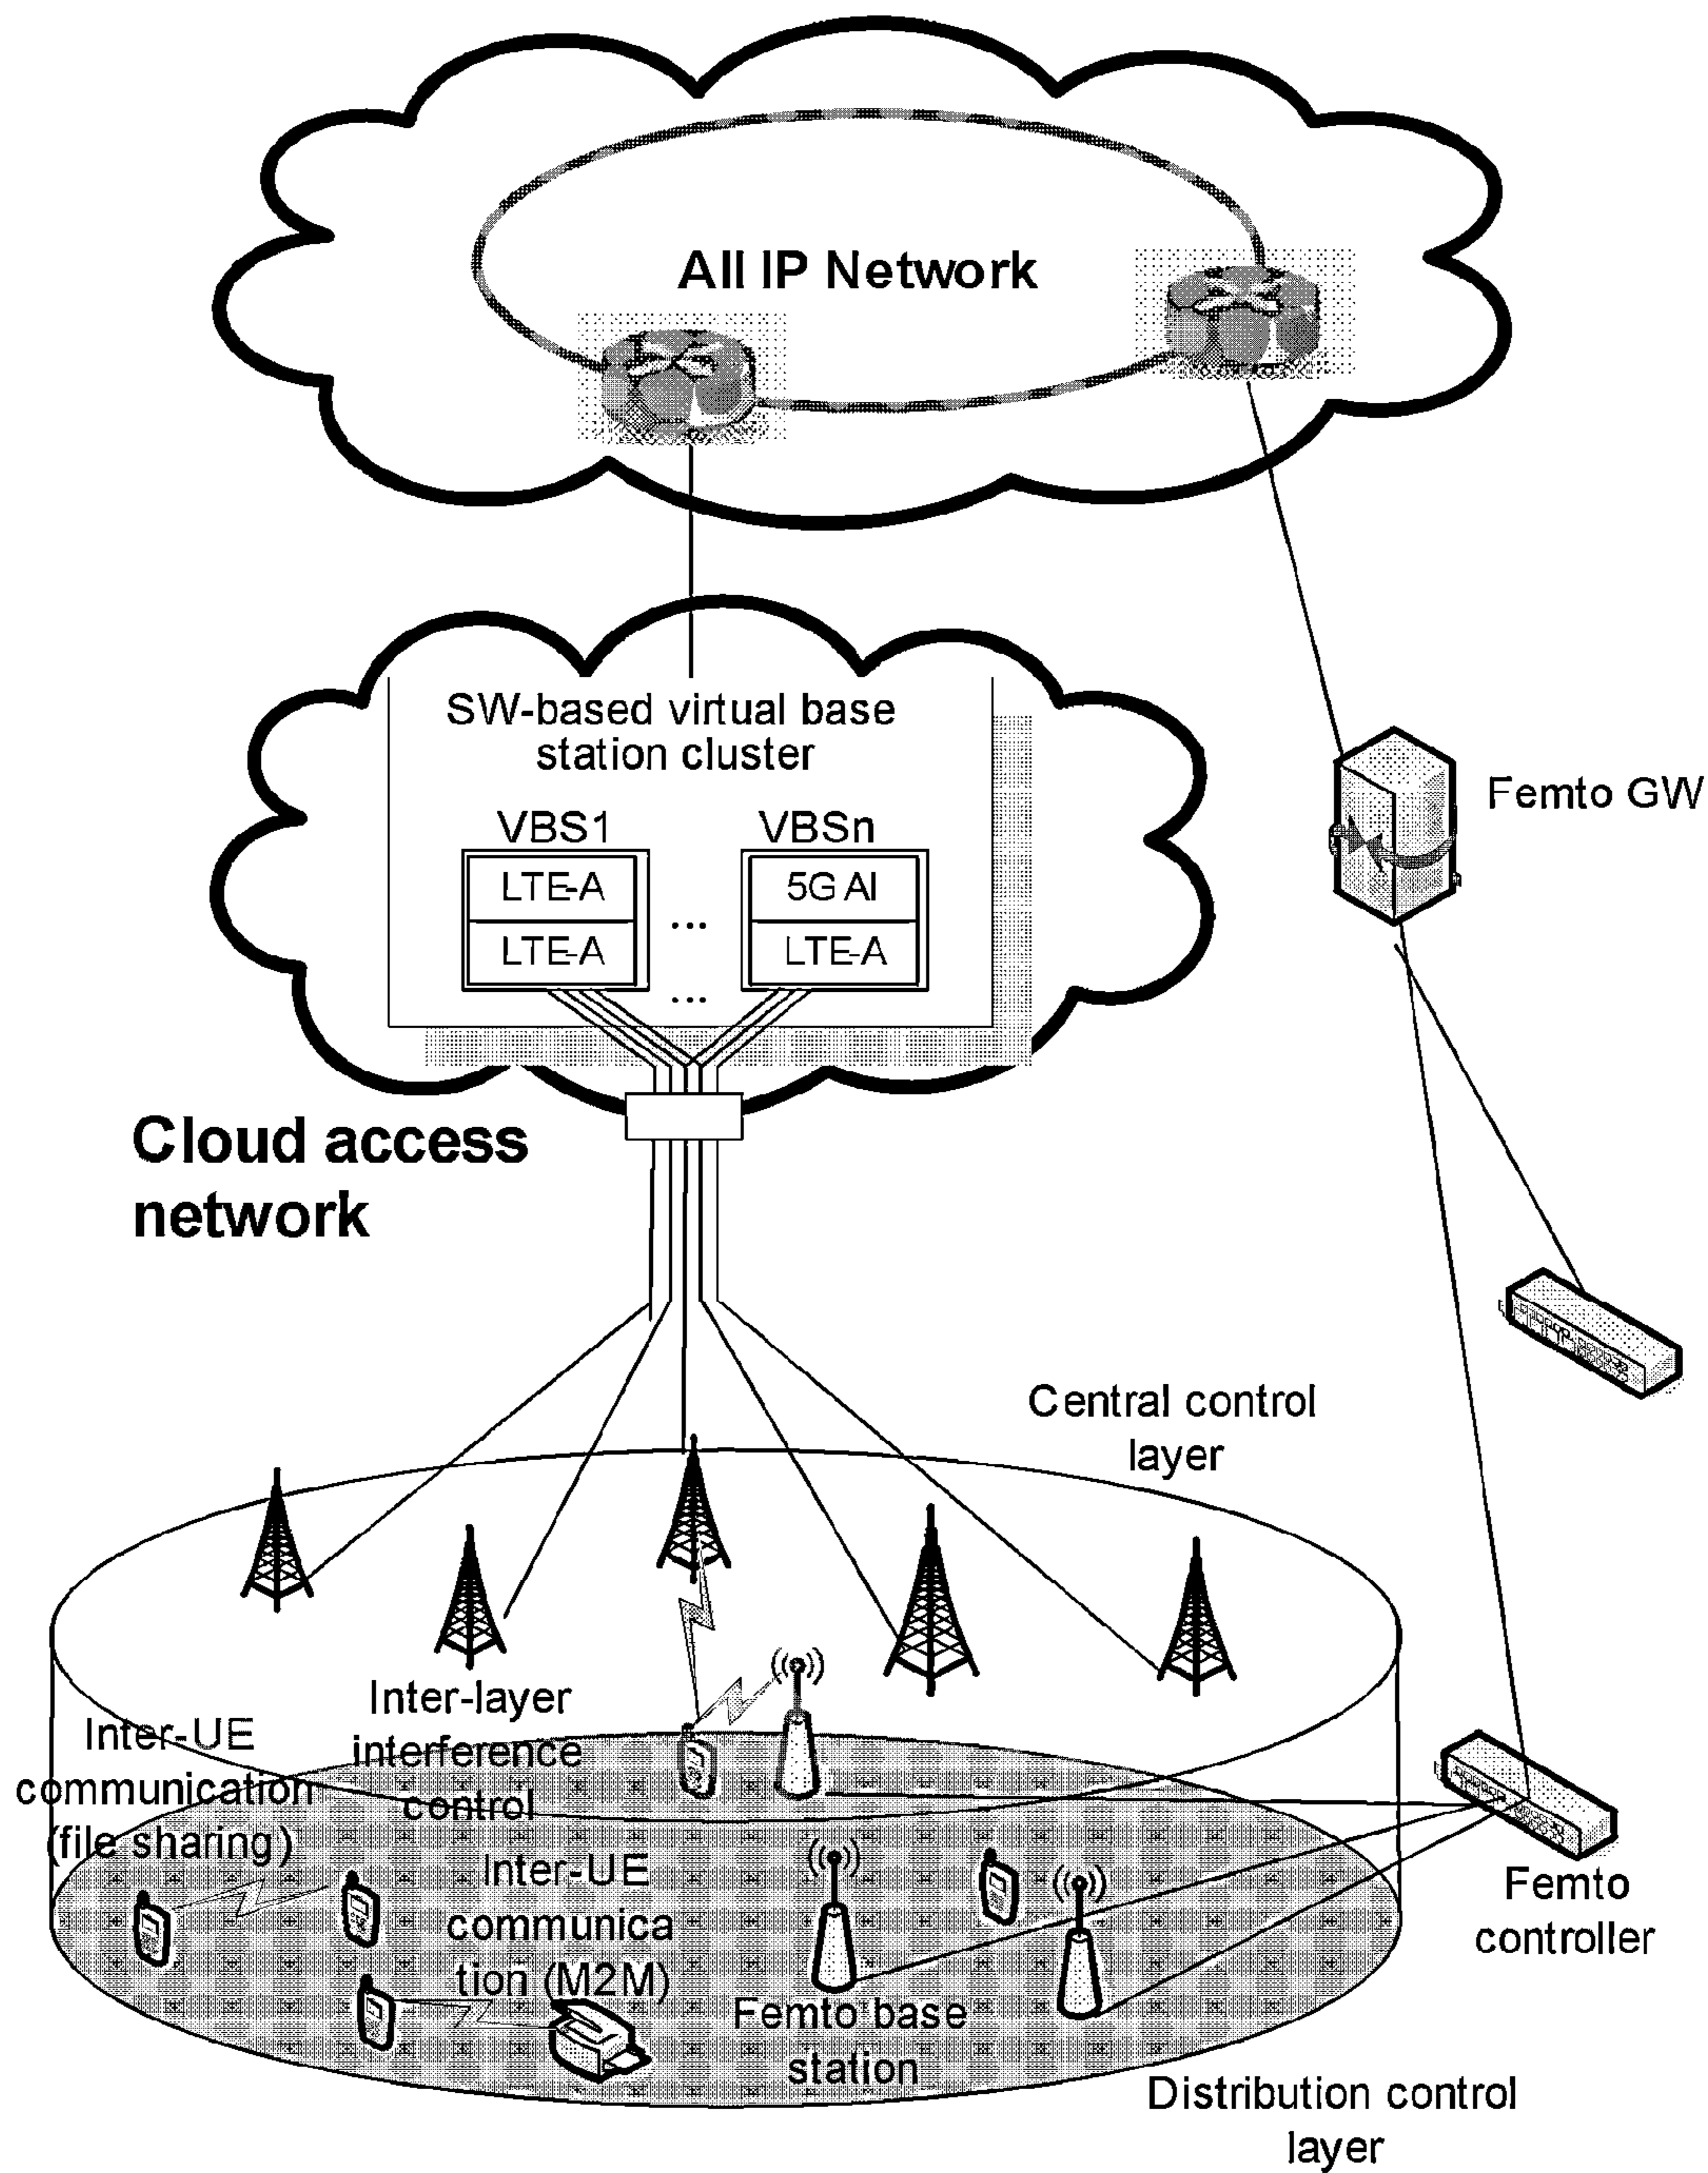 All IP Network
SW-based virtual base
station cluster
Femto GW
VBS1
VBSn
LTE-A
5G AI
...
LTE-A
LTE-A
...
Cloud access
network
Central control
layer
Inter-layer
interference
control
Inter-UE
communication
(file sharing)
Inter-UE
communica
tion (M2M)
Femto
controller
Femto base
station
Distribution control
layer